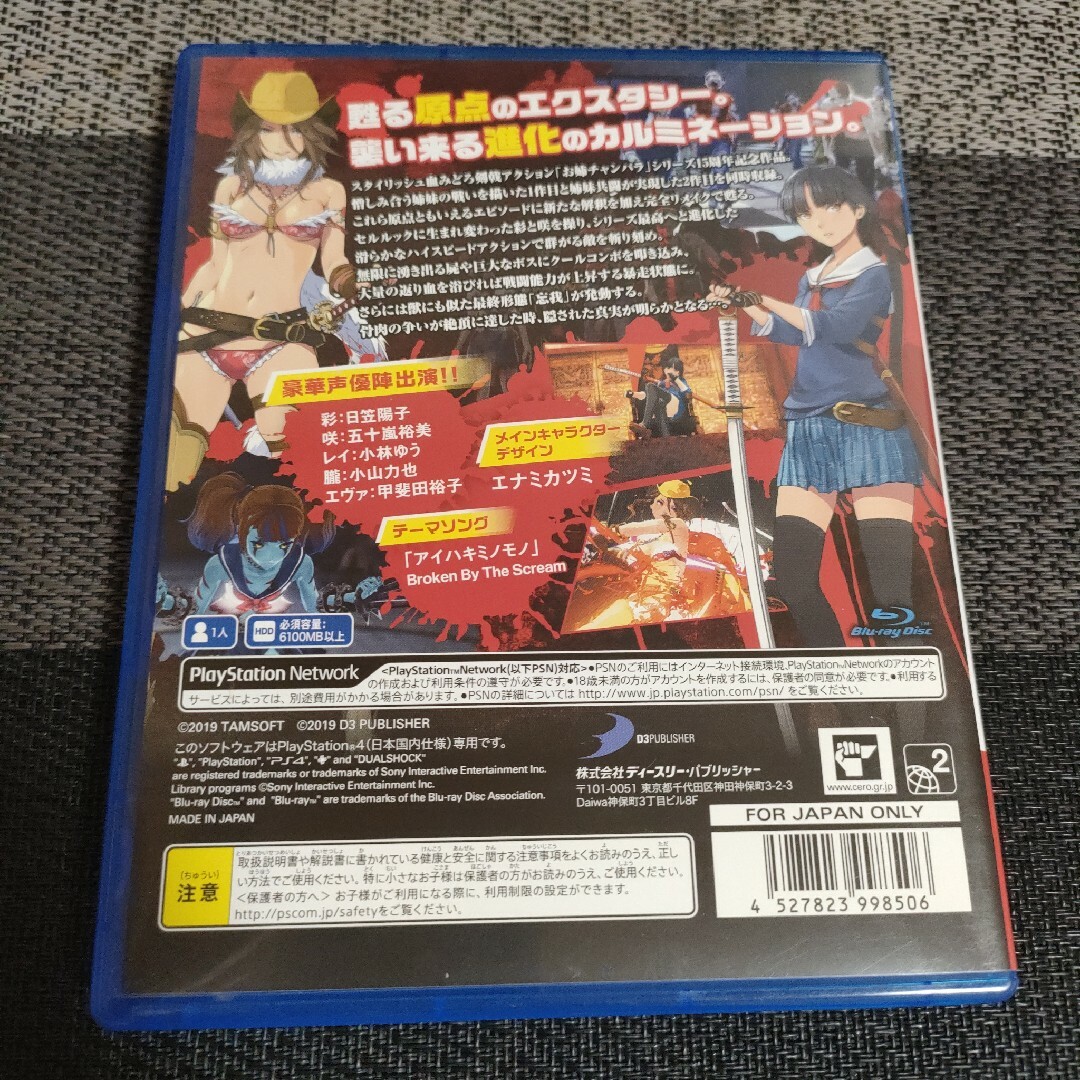 甦る原点のエクスタシー。
襲い来る進化のカルミネーション。
スタイリッシュ血みどろ剣戟アクション「お姉チャンバラ」シリーズ15周年記念作品。
憎しみ合う姉妹の戦いを描いた1作目と姉妹共闘が実現した2作目を同時収録。
これら原点ともいえるエピソードに新たな解釈を加え完全リメイクで甦る。
セルルックに生まれ変わった彩と咲を操り、シリーズ最高へと進化した
滑らかなハイスピードアクションで群がる敵を斬り刻め。
無限に湧き出る屍や巨大なボスにクールコンボを叩き込み。
大量の返り血を浴びれば戦闘能力が上昇する暴走状態に。
さらには獣にも似た最終形態「忘我」が発動する。
骨肉の争いが絶頂に達した時、隠された真実が明らかとなる…。
豪華声優陣出演!!
彩:日笠陽子
咲:五十嵐裕美
レイ:小林ゆう
朧:小山力也
エヴァ:甲斐田裕子
メインキャラクター
デザイン
エナミカツミ
テーマソング
「アイハキミノモノ」
Broken By The Scream
1人
HDD
必須容量:
6100MB以上
Blu-ray Disc™
PlayStation Network
<PlayStation™Network(以下PSN)対応>●PSNのご利用にはインターネット接続環境、PlayStation™Networkのアカウント
の作成および利用条件の遵守が必要です。●18歳未満の方がアカウントを作成するには、保護者の同意が必要です。●利用する
サービスによっては、別途費用がかかる場合があります。●PSNの詳細については http://www.jp.playstation.com/psn/ をご覧ください。
©2019 TAMSOFT ©2019 D3 PUBLISHER
このソフトウェアはPlayStation®4(日本国内仕様)専用です。
"PlayStation", "PS4", and "DUALSHOCK"
are registered trademarks or trademarks of Sony Interactive Entertainment Inc.
Library programs ©Sony Interactive Entertainment Inc.
"Blu-ray Disc™" and "Blu-ray™" are trademarks of the Blu-ray Disc Association.
MADE IN JAPAN
D3PUBLISHER
株式会社ディースリー・パブリッシャー
〒101-0051 東京都千代田区神田神保町3-2-3
Daiwa神保町3丁目ビル8F
www.cero.gr.jp
2
FOR JAPAN ONLY
4 527823 998506
(ちゅうい)
注意
取扱説明書や解説書に書かれている健康と安全に関する注意事項をよくお読みのうえ、正し
い方法でご使用ください。特に小さなお子様は保護者の方がお読みのうえ、ご使用ください。
<保護者の方へ> お子様がご利用になる際に、利用制限の設定ができます。
http://pscom.jp/safetyをご覧ください。